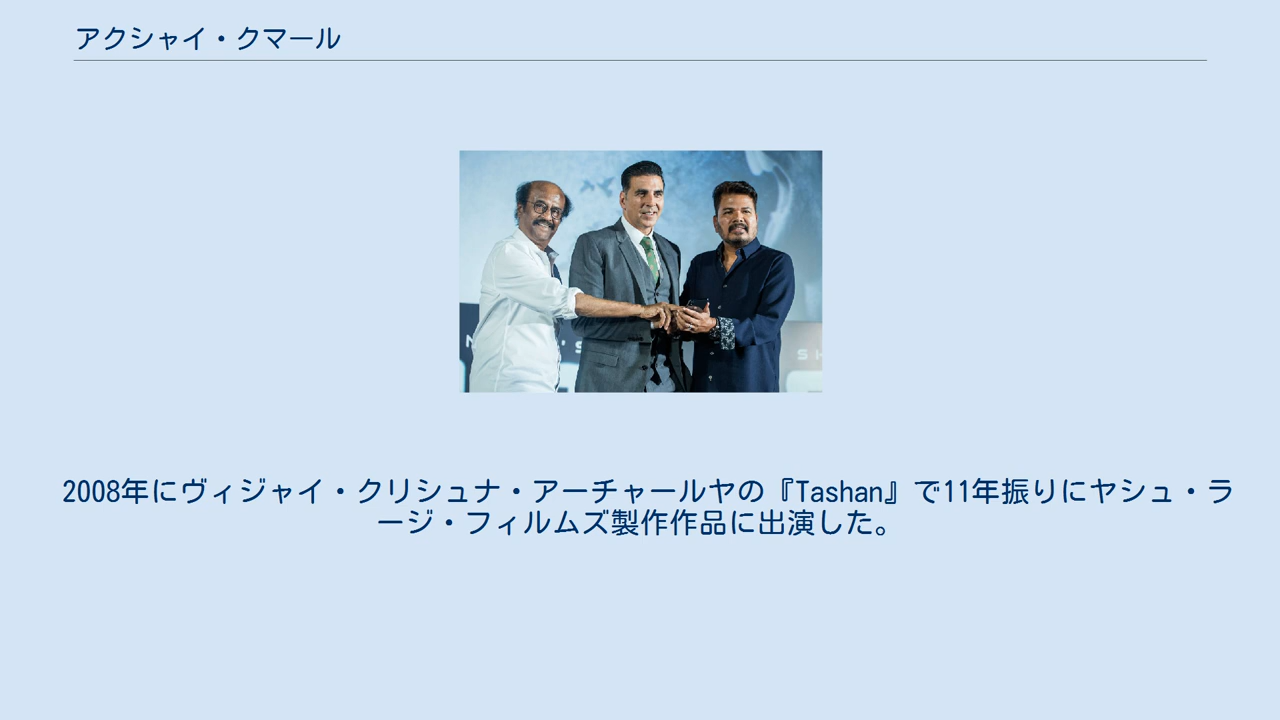 アクシャイ・クマール
S H
2008年にヴィジャイ・クリシュナ・アーチャールヤの『Tashan』で11年振りにヤシュ・ラ
ージ・フィルムズ製作作品に出演した。